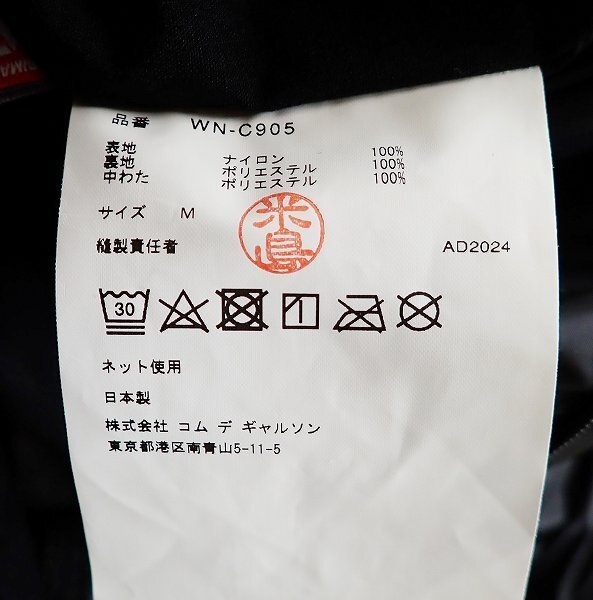 品番 WN-C905
表地 ナイロン 100%
裏地 ポリエステル 100%
中わた ポリエステル 100%
サイズ M
縫製責任者 AD2024
30
ネット使用
日本製
株式会社 コム デ ギャルソン
東京都港区南青山5-11-5